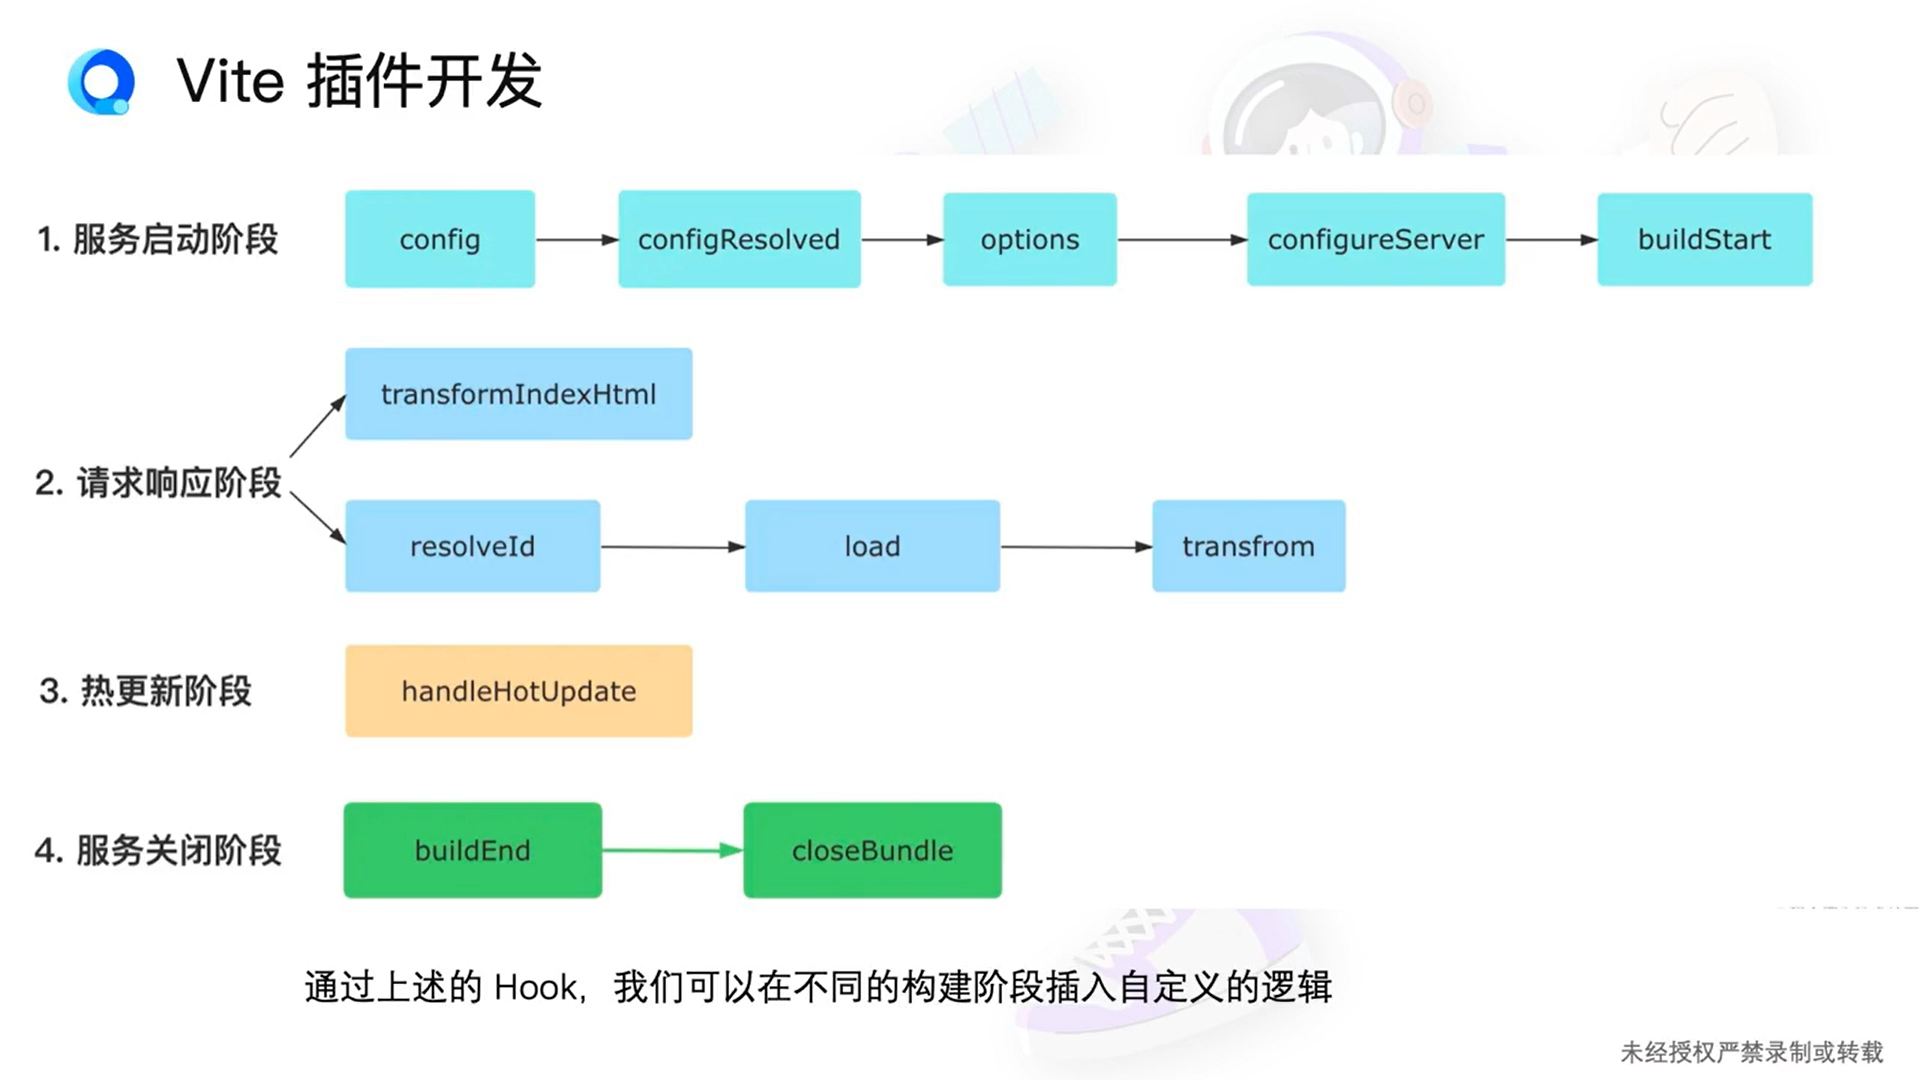 Vite 插件开发
1. 服务启动阶段
config
configResolved
options
configureServer
buildStart
transformIndexHtml
2. 请求响应阶段
resolveId
load
transfrom
3. 热更新阶段
handleHotUpdate
4. 服务关闭阶段
buildEnd
closeBundle
通过上述的 Hook，我们可以在不同的构建阶段插入自定义的逻辑
未经授权严禁录制或转载